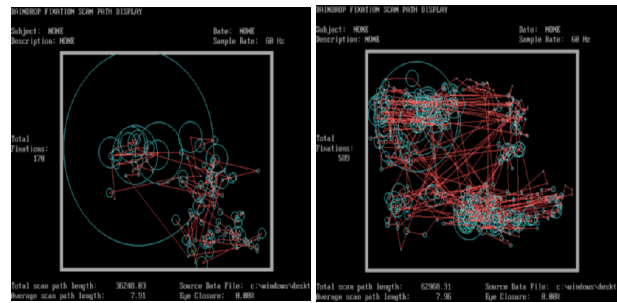 RAINDROP FIXATION SCAN PATH DISPLAY
Subject: NONE Date: NONE
Description: NONE Sample Rate: 60 Hz
Total
Fixations:
170
Total scan path length: 36248.03 Source Data File: c:\windows\deskt
Average scan path length: 7.91 Eye Closure: 0.00%
RAINDROP FIXATION SCAN PATH DISPLAY
Subject: NONE Date: NONE
Description: NONE Sample Rate: 60 Hz
Total
Fixations:
509
Total scan path length: 62968.31 Source Data File: c:\windows\deskt
Average scan path length: 7.96 Eye Closure: 0.00%